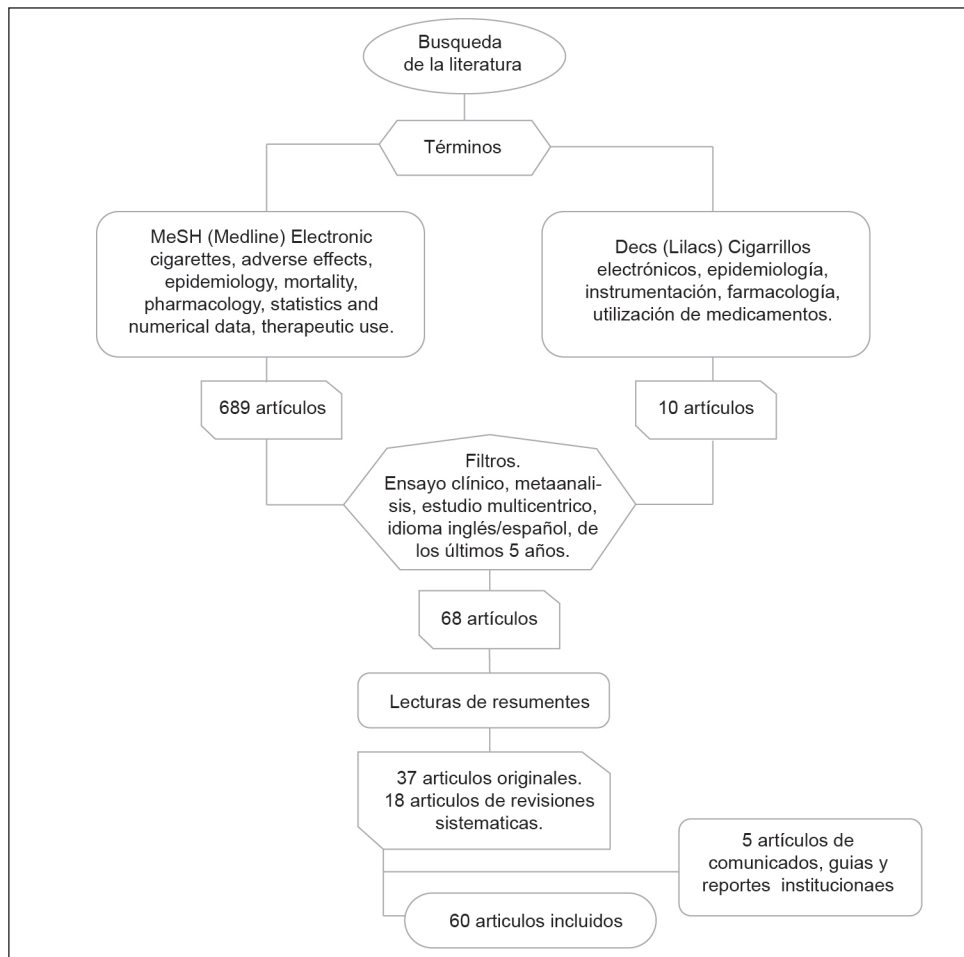 Busqueda
de la literatura
Términos
MeSH (Medline) Electronic
cigarettes, adverse effects,
epidemiology, mortality,
pharmacology, statistics and
numerical data, therapeutic use.
Decs (Lilacs) Cigarrillos
electrónicos, epidemiología,
instrumentación, farmacología,
utilización de medicamentos.
689 artículos
10 artículos
Filtros.
Ensayo clínico, metaanali-
sis, estudio multicentrico,
idioma inglés/español, de
los últimos 5 años.
68 artículos
Lecturas de resumentes
37 articulos originales.
18 articulos de revisiones
sistematicas.
5 artículos de
comunicados, guias y
reportes institucionaes
60 articulos incluidos